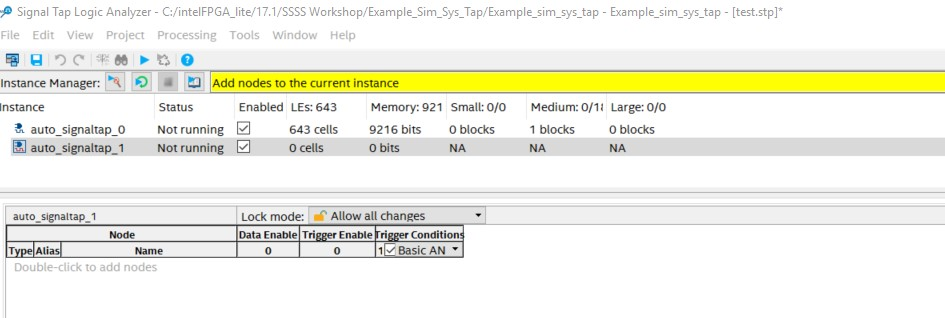 Signal Tap Logic Analyzer - C:/intelFPGA_lite/17.1/SSSS Workshop/Example_Sim_Sys_Tap/Example_sim_sys_tap - Example_sim_sys_tap - [test.stp]*
File Edit View Project Processing Tools Window Help
Instance Manager: Add nodes to the current instance
Instance Status Enabled LEs: 643 Memory: 921 Small: 0/0 Medium: 0/18 Large: 0/0
auto_signaltap_0 Not running 643 cells 9216 bits 0 blocks 1 blocks 0 blocks
auto_signaltap_1 Not running 0 cells 0 bits NA NA NA
auto_signaltap_1 Lock mode: Allow all changes
Node Data Enable Trigger Enable Trigger Conditions
Type Alias Name 0 0 1 Basic AN
Double-click to add nodes